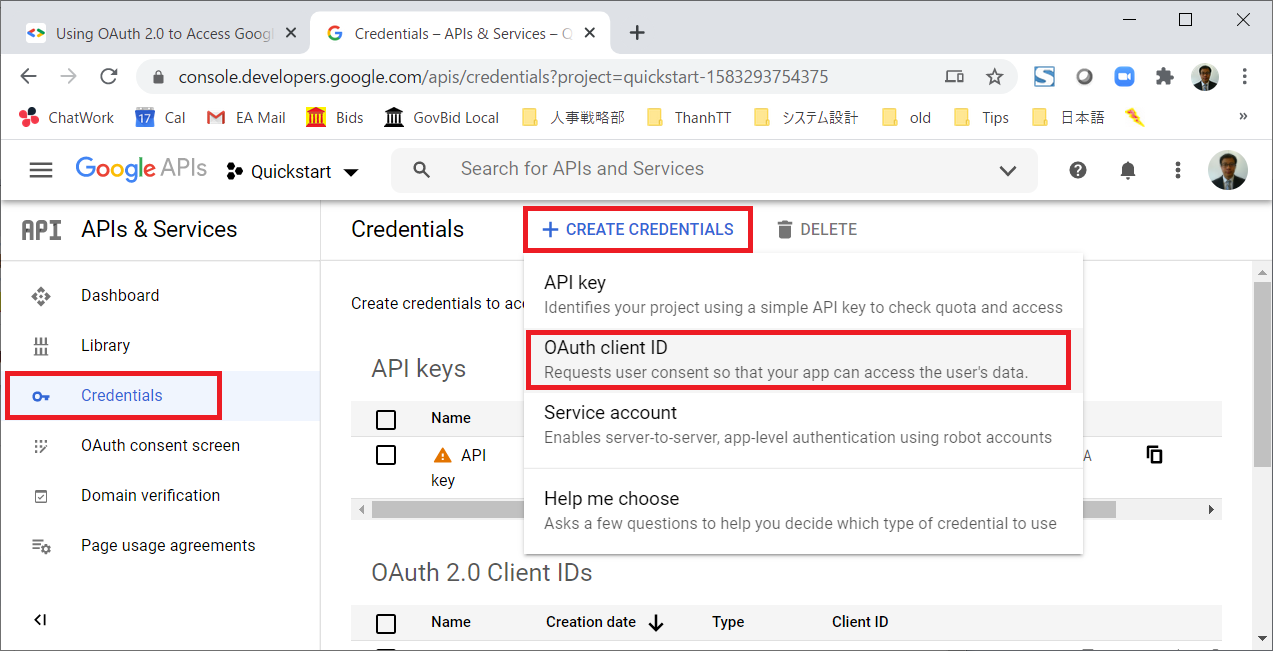 Using OAuth 2.0 to Access Googl
Credentials – APIs & Services – Q
console.developers.google.com/apis/credentials?project=quickstart-1583293754375
ChatWork
17
Cal
EA Mail
Bids
GovBid Local
人事戦略部
ThanhTT
システム設計
old
Tips
日本語
»
Google APIs
Quickstart
Search for APIs and Services
API
APIs & Services
Credentials
+ CREATE CREDENTIALS
DELETE
Dashboard
Library
Credentials
OAuth consent screen
Domain verification
Page usage agreements
Create credentials to acc
API key
Identifies your project using a simple API key to check quota and access
OAuth client ID
Requests user consent so that your app can access the user's data.
Service account
Enables server-to-server, app-level authentication using robot accounts
Help me choose
Asks a few questions to help you decide which type of credential to use
API keys
Name
API
key
A
OAuth 2.0 Client IDs
Name
Creation date
Type
Client ID